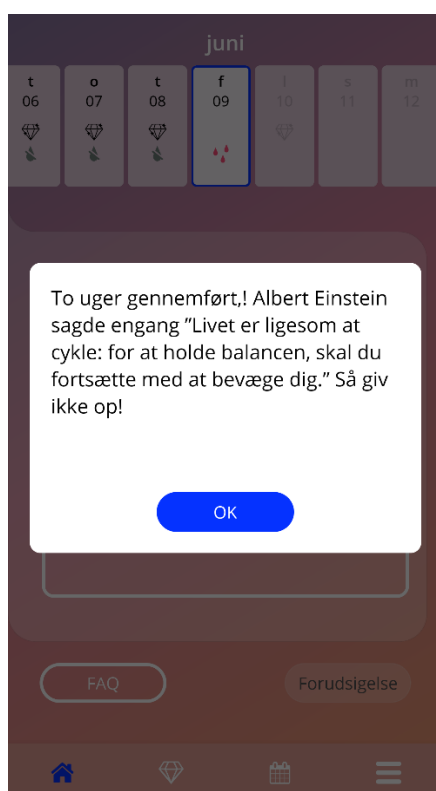 juni
t o t f l s m
06 07 08 09 10 11 12
To uger gennemført,! Albert Einstein
sagde engang ”Livet er ligesom at
cykle: for at holde balancen, skal du
fortsætte med at bevæge dig.” Så giv
ikke op!
OK
FAQ Forudsigelse